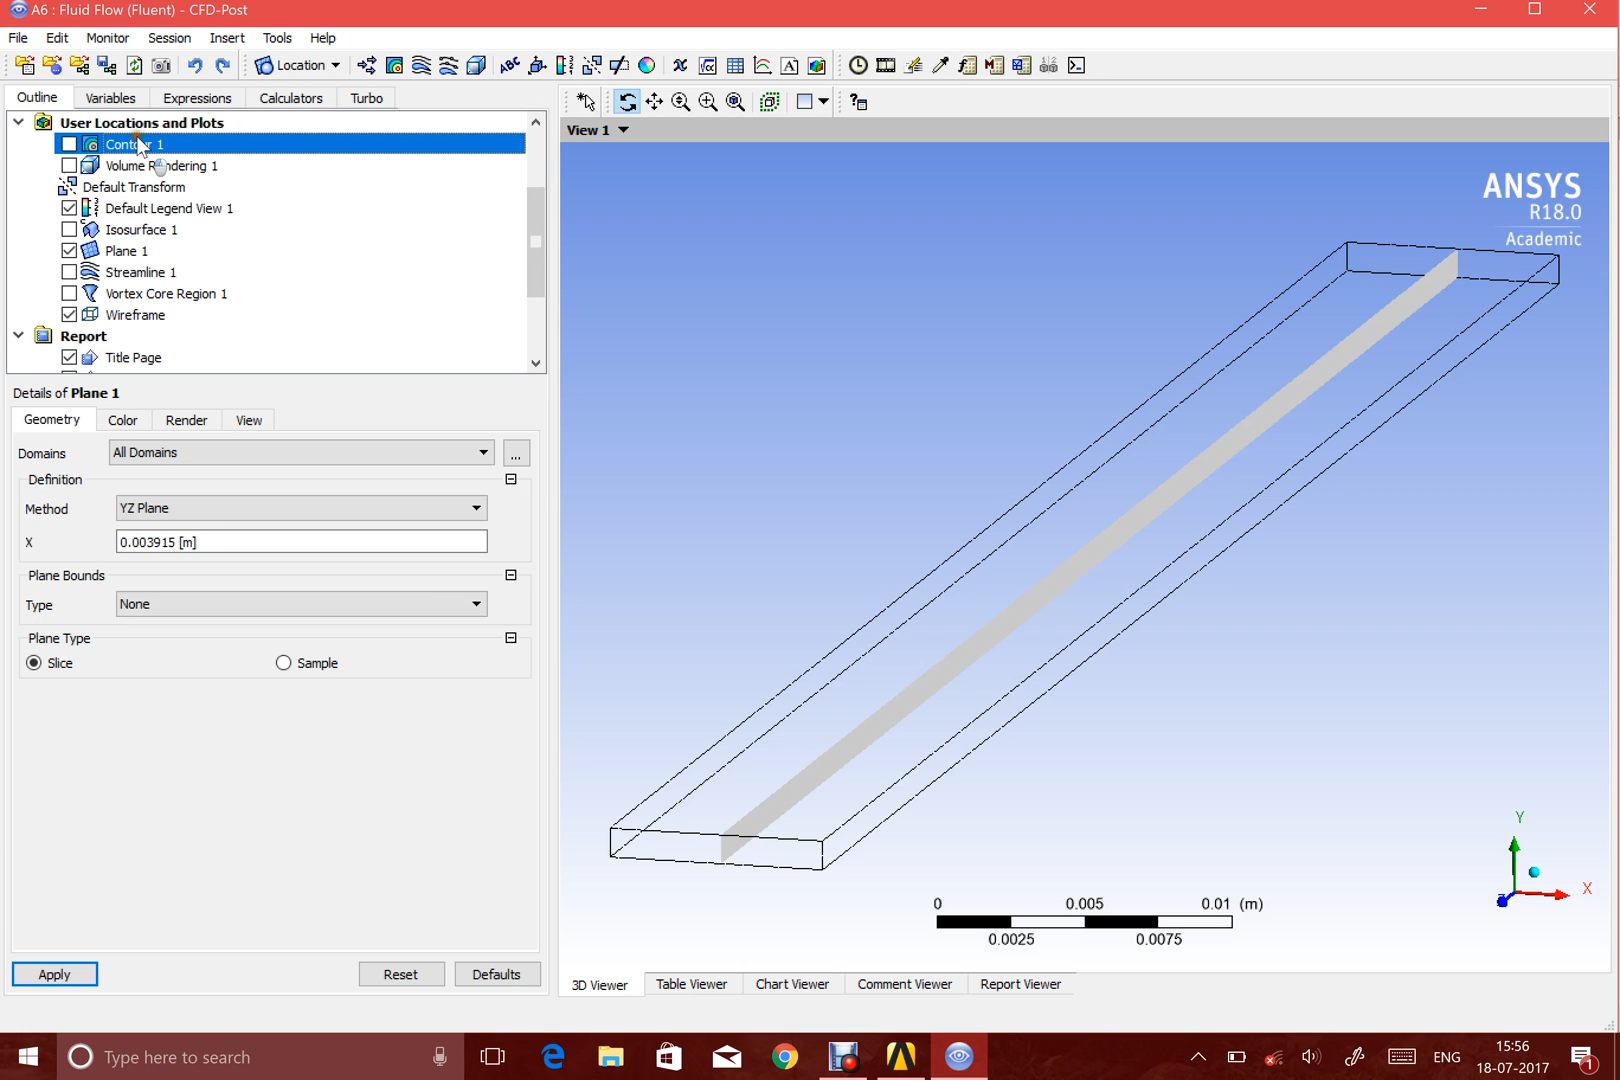 A6 : Fluid Flow (Fluent) - CFD-Post
File Edit Monitor Session Insert Tools Help
Location
Outline Variables Expressions Calculators Turbo
User Locations and Plots
Contour 1
Volume Rendering 1
Default Transform
Default Legend View 1
Isosurface 1
Plane 1
Streamline 1
Vortex Core Region 1
Wireframe
Report
Title Page
Details of Plane 1
Geometry Color Render View
Domains All Domains ...
Definition
Method YZ Plane
X 0.003915 [m]
Plane Bounds
Type None
Plane Type
Slice Sample
Apply Reset Defaults
View 1
ANSYS
R18.0
Academic
Y
X
Z
0 0.005 0.01 (m)
0.0025 0.0075
3D Viewer Table Viewer Chart Viewer Comment Viewer Report Viewer
Type here to search
ENG
15:56
18-07-2017
1